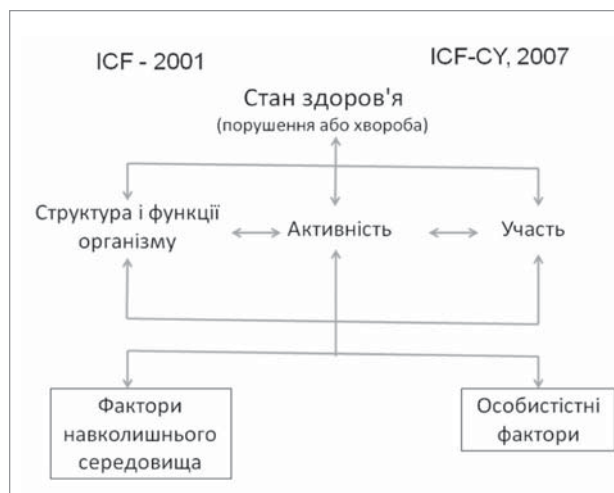 ICF - 2001
ICF-CY, 2007
Стан здоров'я
(порушення або хвороба)
Структура і функції
організму
Активність
Участь
Фактори
навколишнього
середовища
Особистістні
фактори